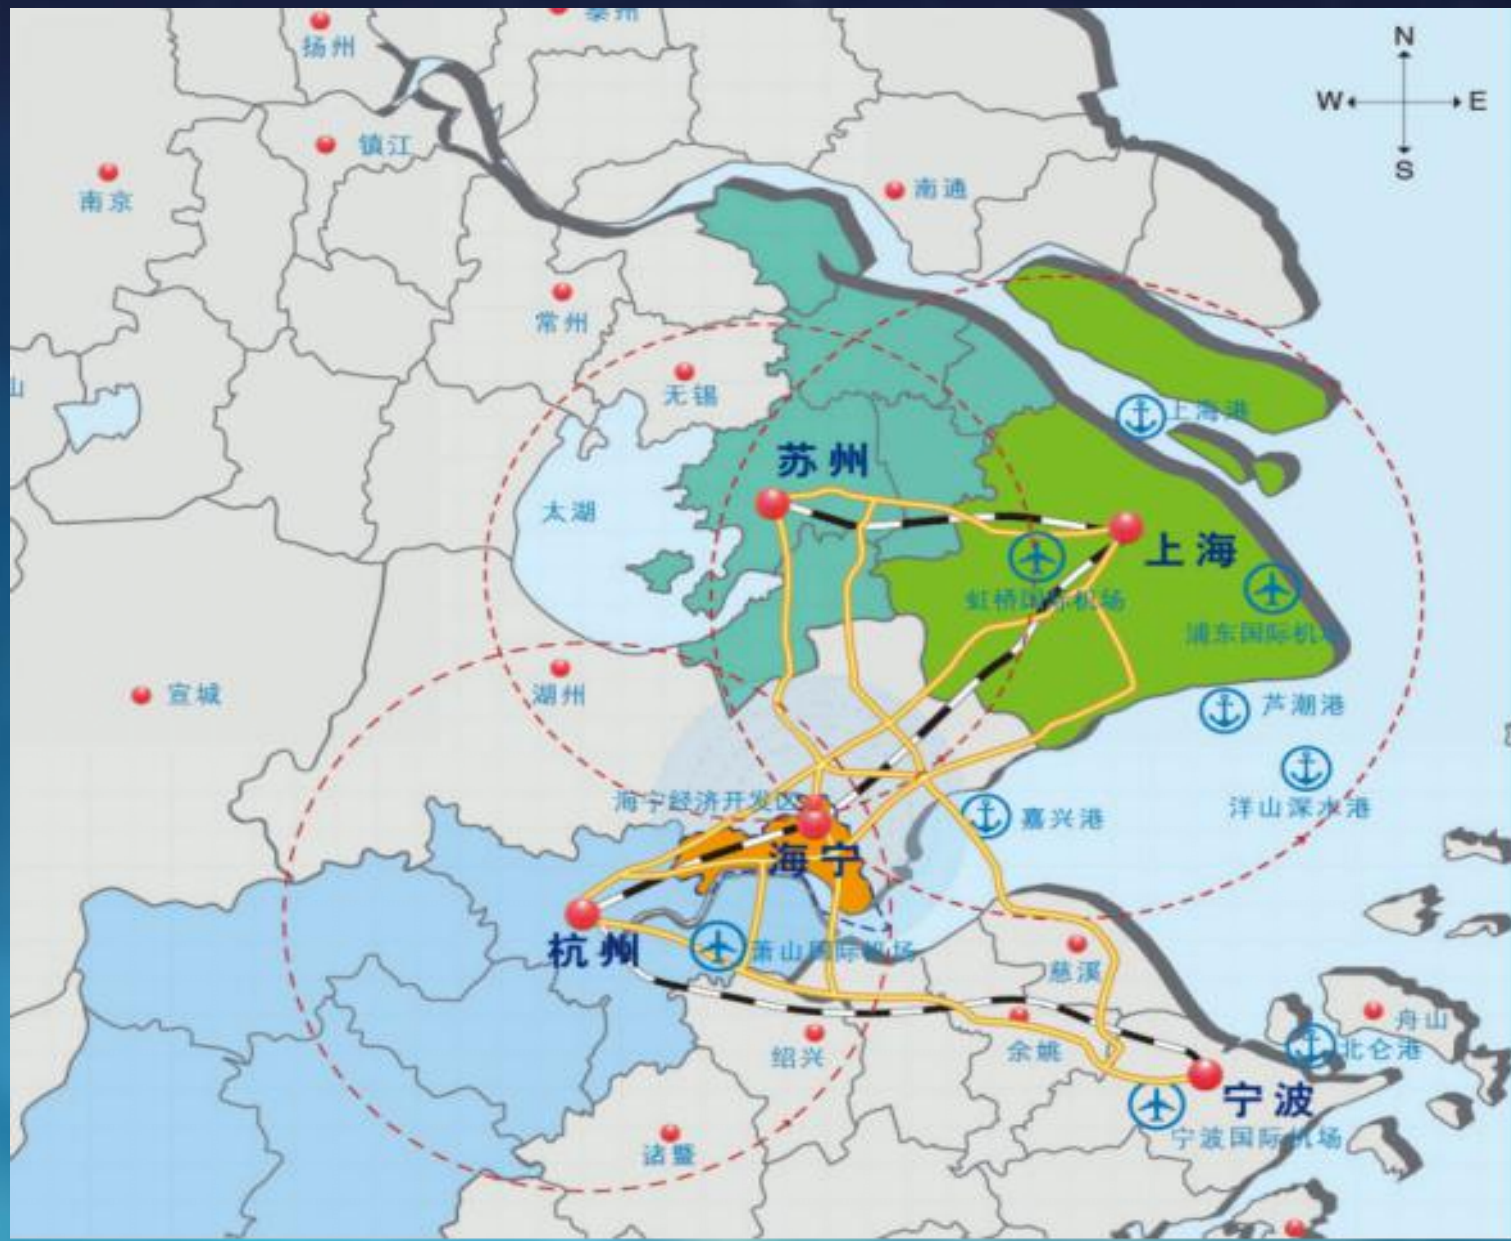 扬州
泰州
N
W
E
S
镇江
南京
南通
常州
无锡
山
上海港
苏州
太湖
上海
虹桥国际机场
浦东国际机场
宣城
湖州
芦潮港
洋山深水港
海宁经济开发区
嘉兴港
海宁
杭州
萧山国际机场
慈溪
舟山
绍兴
余姚
北仑港
宁波
宁波国际机场
诸暨